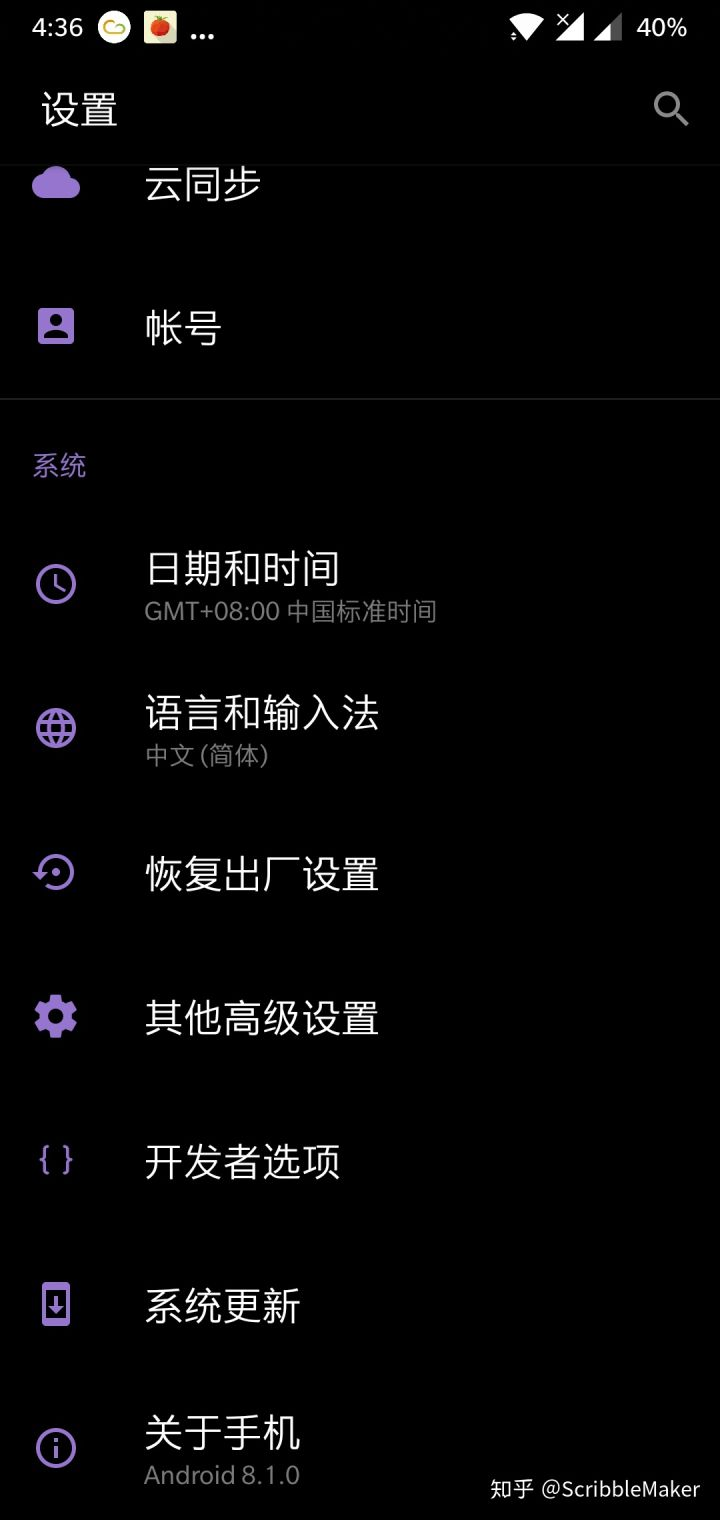 4:36
40%
设置
云同步
帐号
系统
日期和时间
GMT+08:00 中国标准时间
语言和输入法
中文 (简体)
恢复出厂设置
其他高级设置
开发者选项
系统更新
关于手机
Android 8.1.0
知乎 @ScribbleMaker